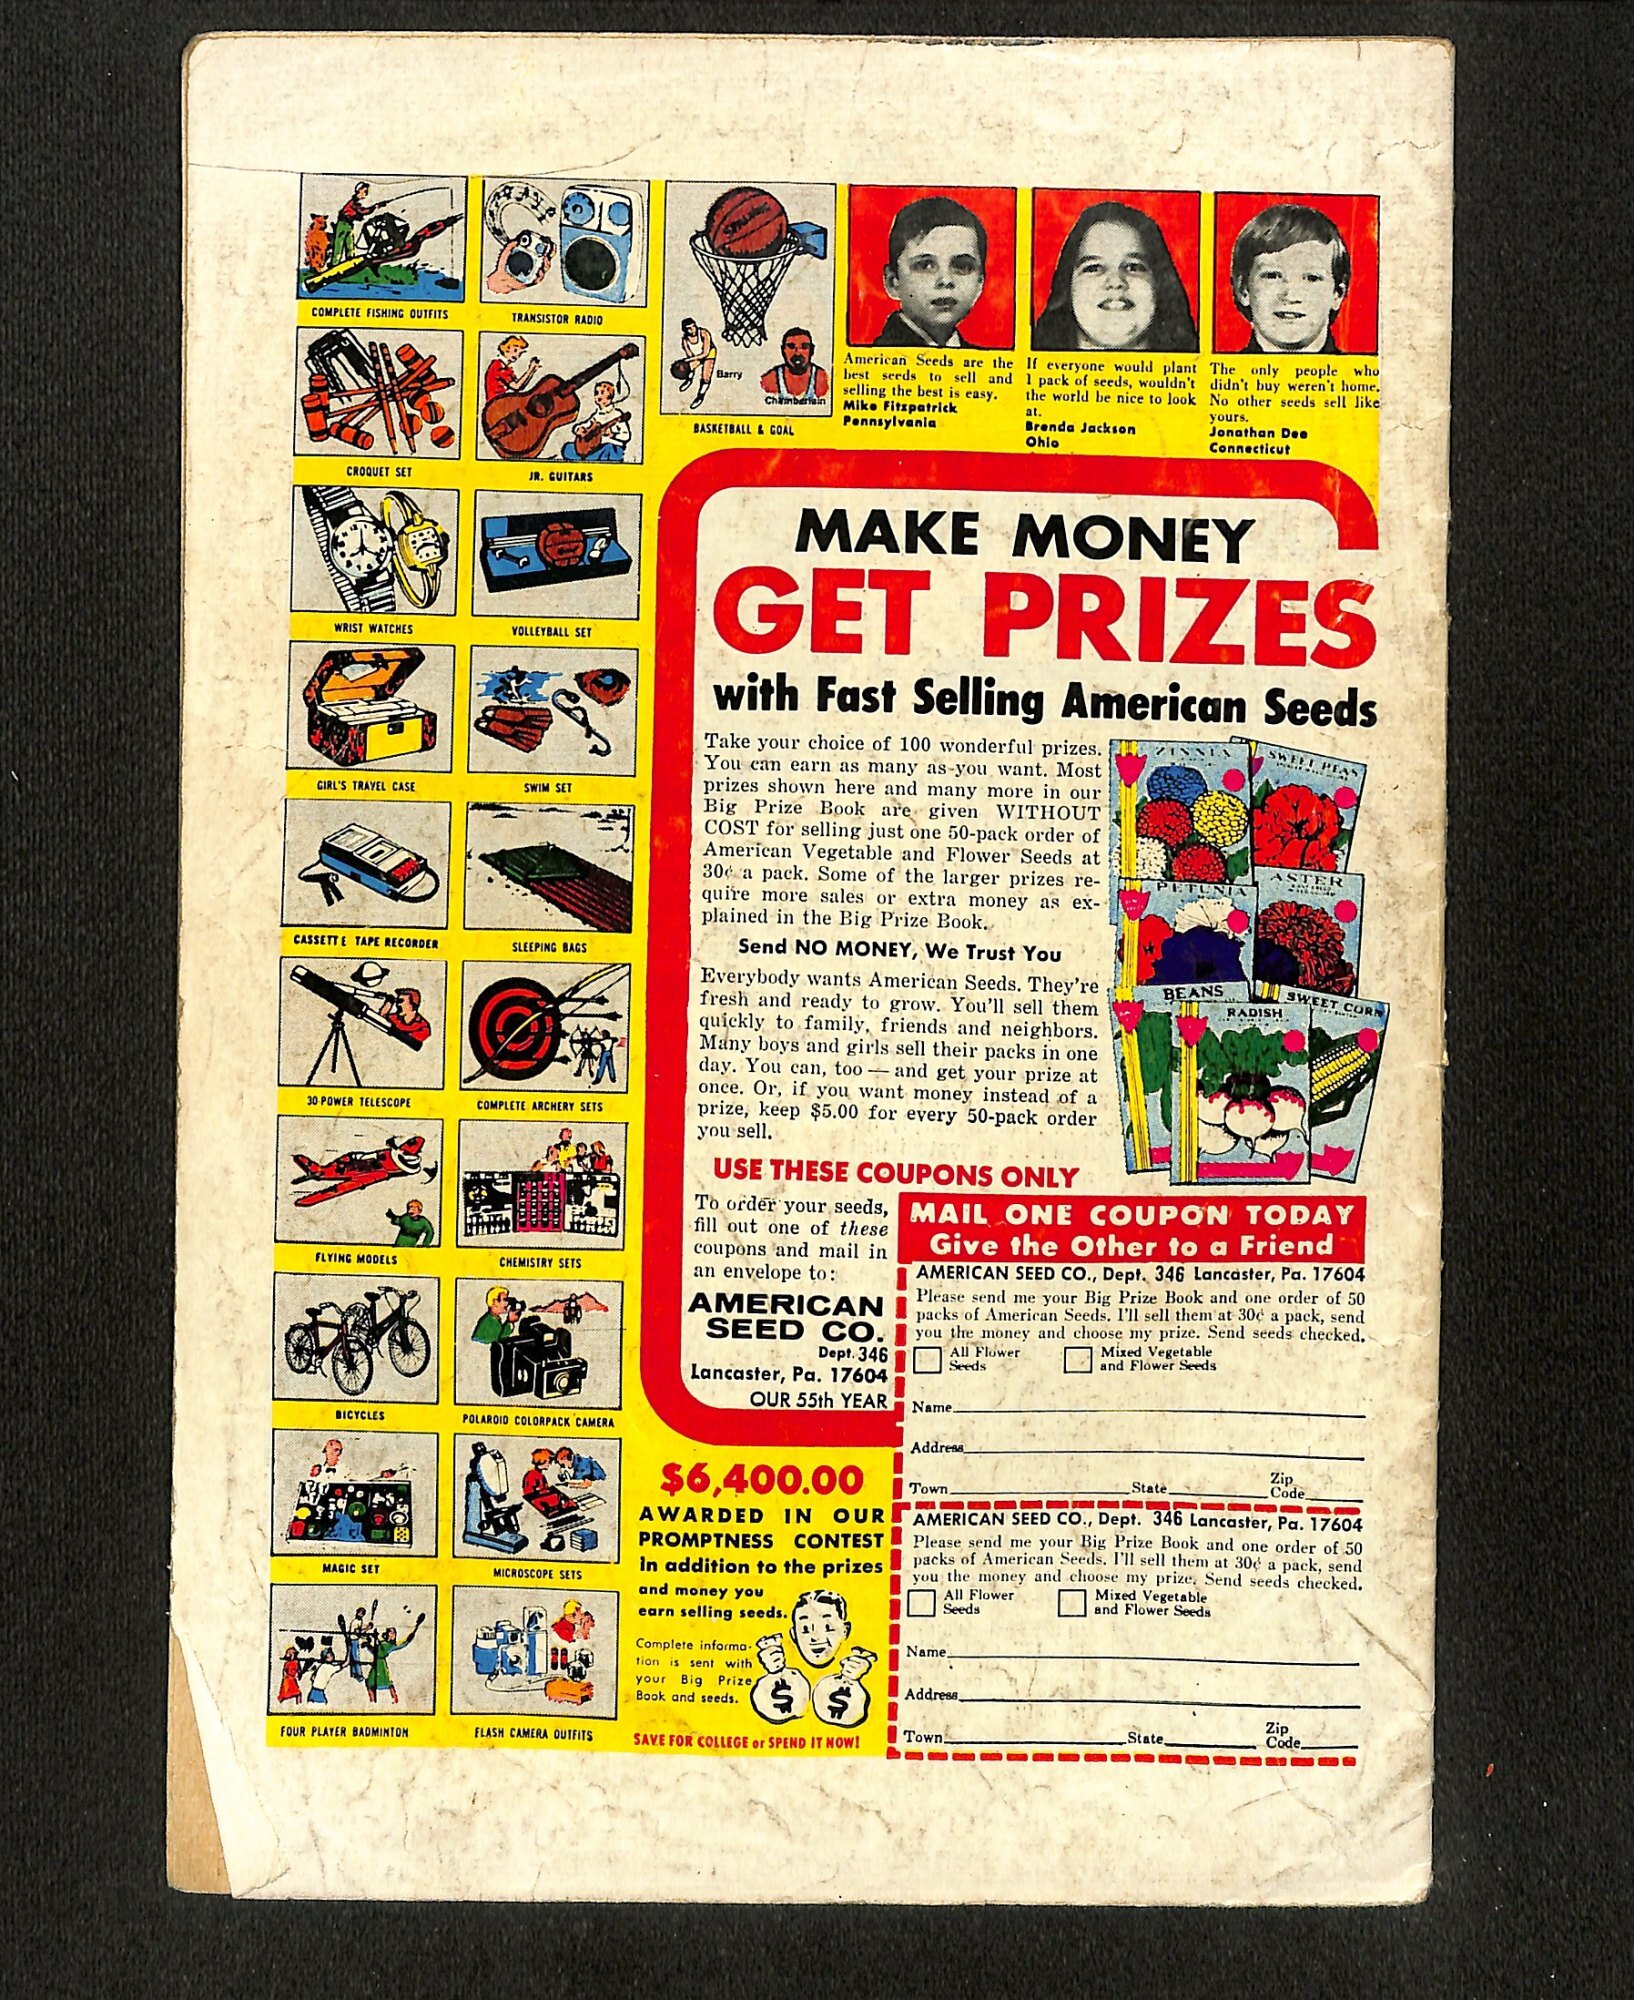 COMPLETE FISHING OUTFITS
TRANSISTOR RADIO
Barry
Chamberlain
BASKETBALL & GOAL
CROQUET SET
JR. GUITARS
WRIST WATCHES
VOLLEYBALL SET
GIRL'S TRAVEL CASE
SWIM SET
CASSETTE TAPE RECORDER
SLEEPING BAGS
30-POWER TELESCOPE
COMPLETE ARCHERY SETS
FLYING MODELS
CHEMISTRY SETS
BICYCLES
POLAROID COLORPACK CAMERA
MAGIC SET
MICROSCOPE SETS
FOUR PLAYER BADMINTON
FLASH CAMERA OUTFITS
American Seeds are the
best seeds to sell and
selling the best is easy.
Mike Fitzpatrick
Pennsylvania
If everyone would plant
1 pack of seeds, wouldn't
the world be nice to look
at.
Brenda Jackson
Ohio
The only people who
didn't buy weren't home.
No other seeds sell like
yours.
Jonathan Dee
Connecticut
MAKE MONEY
GET PRIZES
with Fast Selling American Seeds
Take your choice of 100 wonderful prizes.
You can earn as many as you want. Most
prizes shown here and many more in our
Big Prize Book are given WITHOUT
COST for selling just one 50-pack order of
American Vegetable and Flower Seeds at
30¢ a pack. Some of the larger prizes re-
quire more sales or extra money as ex-
plained in the Big Prize Book.
Send NO MONEY, We Trust You
Everybody wants American Seeds. They're
fresh and ready to grow. You'll sell them
quickly to family, friends and neighbors.
Many boys and girls sell their packs in one
day. You can, too — and get your prize at
once. Or, if you want money instead of a
prize, keep $5.00 for every 50-pack order
you sell.
ZINNIA
SWEET PEAS
PETUNIA
ASTER
BEANS
RADISH
SWEET CORN
USE THESE COUPONS ONLY
To order your seeds,
fill out one of these
coupons and mail in
an envelope to:
AMERICAN
SEED CO.
Dept. 346
Lancaster, Pa. 17604
OUR 55th YEAR
MAIL ONE COUPON TODAY
Give the Other to a Friend
AMERICAN SEED CO., Dept. 346 Lancaster, Pa. 17604
Please send me your Big Prize Book and one order of 50
packs of American Seeds. I'll sell them at 30¢ a pack, send
you the money and choose my prize. Send seeds checked.
All Flower
Seeds
Mixed Vegetable
and Flower Seeds
Name
Address
Town State Zip
Code
AMERICAN SEED CO., Dept. 346 Lancaster, Pa. 17604
Please send me your Big Prize Book and one order of 50
packs of American Seeds. I'll sell them at 30¢ a pack, send
you the money and choose my prize. Send seeds checked.
All Flower
Seeds
Mixed Vegetable
and Flower Seeds
Name
Address
Town State Zip
Code
$6,400.00
AWARDED IN OUR
PROMPTNESS CONTEST
in addition to the prizes
and money you
earn selling seeds.
Complete informa-
tion is sent with
your Big Prize
Book and seeds.
$ $
SAVE FOR COLLEGE or SPEND IT NOW!